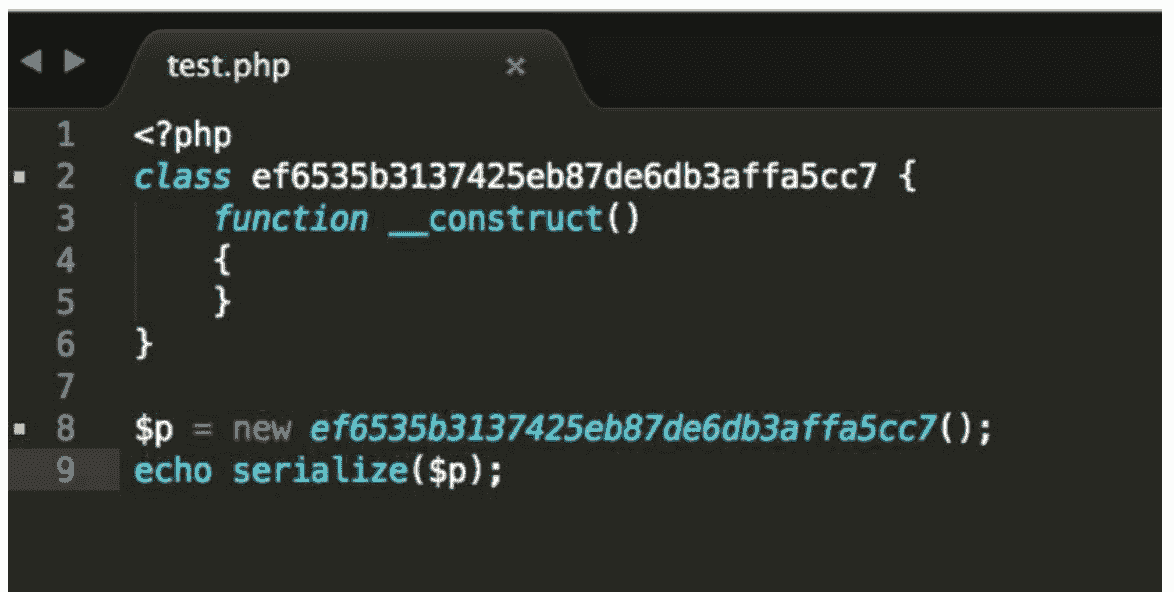 test.php ×
1 <?php
2 class ef6535b3137425eb87de6db3affa5cc7 {
3     function __construct()
4     {
5     }
6 }
7
8 $p = new ef6535b3137425eb87de6db3affa5cc7();
9 echo serialize($p);